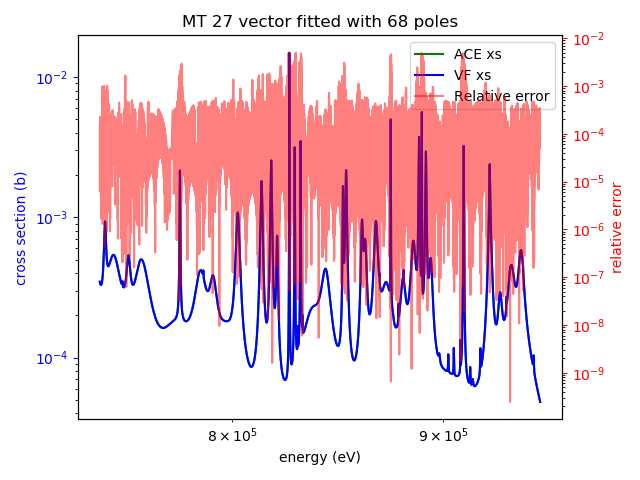 MT 27 vector fitted with 68 poles
ACE xs
VF xs
Relative error
cross section (b)
10⁻²
10⁻³
10⁻⁴
relative error
10⁻²
10⁻³
10⁻⁴
10⁻⁵
10⁻⁶
10⁻⁷
10⁻⁸
10⁻⁹
8 × 10⁵
9 × 10⁵
energy (eV)